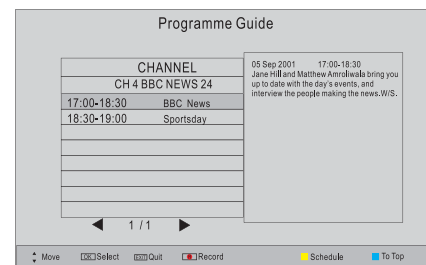 Programme Guide
CHANNEL
CH 4 BBC NEWS 24
17:00-18:30 BBC News
18:30-19:00 Sportsday
1 / 1
05 Sep 2001 17:00-18:30
Jane Hill and Matthew Amroliwala bring you
up to date with the day's events, and
interview the people making the news.W/S.
Move OK Select EXIT Quit Record Schedule To Top